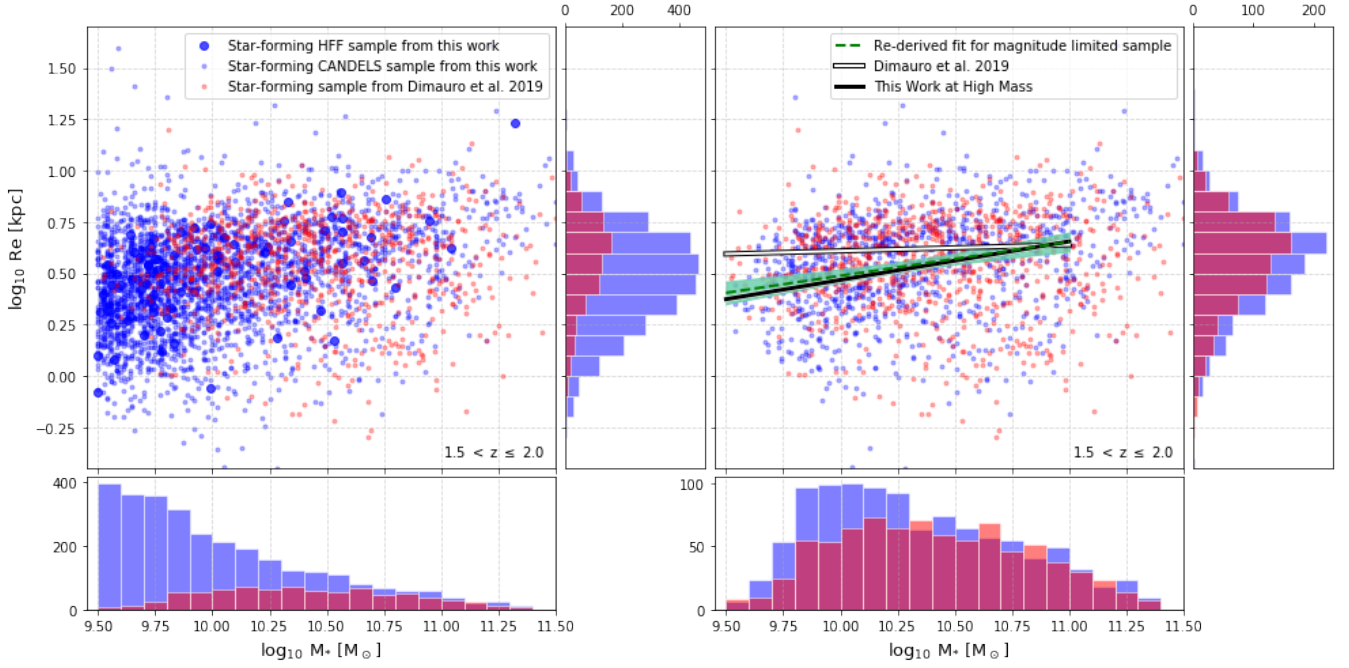 0 200 400
0 100 200
Star-forming HFF sample from this work
Star-forming CANDELS sample from this work
Star-forming sample from Dimauro et al. 2019
Re-derived fit for magnitude limited sample
Dimauro et al. 2019
This Work at High Mass
1.50
1.25
1.00
0.75
0.50
0.25
0.00
−0.25
log₁₀ Re [kpc]
1.5 < z ≤ 2.0
1.5 < z ≤ 2.0
400
200
0
100
50
0
9.50 9.75 10.00 10.25 10.50 10.75 11.00 11.25 11.50
9.50 9.75 10.00 10.25 10.50 10.75 11.00 11.25 11.50
log₁₀ M* [M⊙]
log₁₀ M* [M⊙]